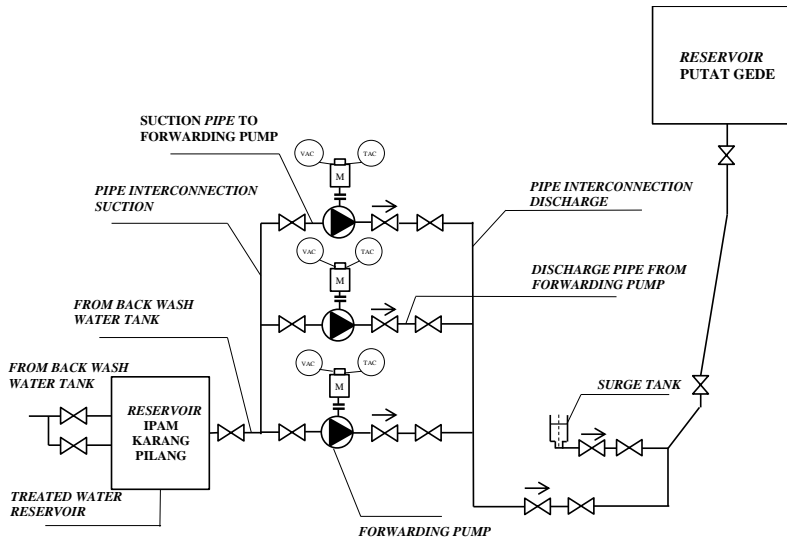 RESERVOIR
PUTAT GEDE
SUCTION PIPE TO
FORWARDING PUMP
VAC
TAC
M
PIPE INTERCONNECTION
SUCTION
PIPE INTERCONNECTION
DISCHARGE
VAC
TAC
M
DISCHARGE PIPE FROM
FORWARDING PUMP
FROM BACK WASH
WATER TANK
FROM BACK WASH
WATER TANK
VAC
TAC
M
SURGE TANK
RESERVOIR
IPAM
KARANG
PILANG
TREATED WATER
RESERVOIR
FORWARDING PUMP